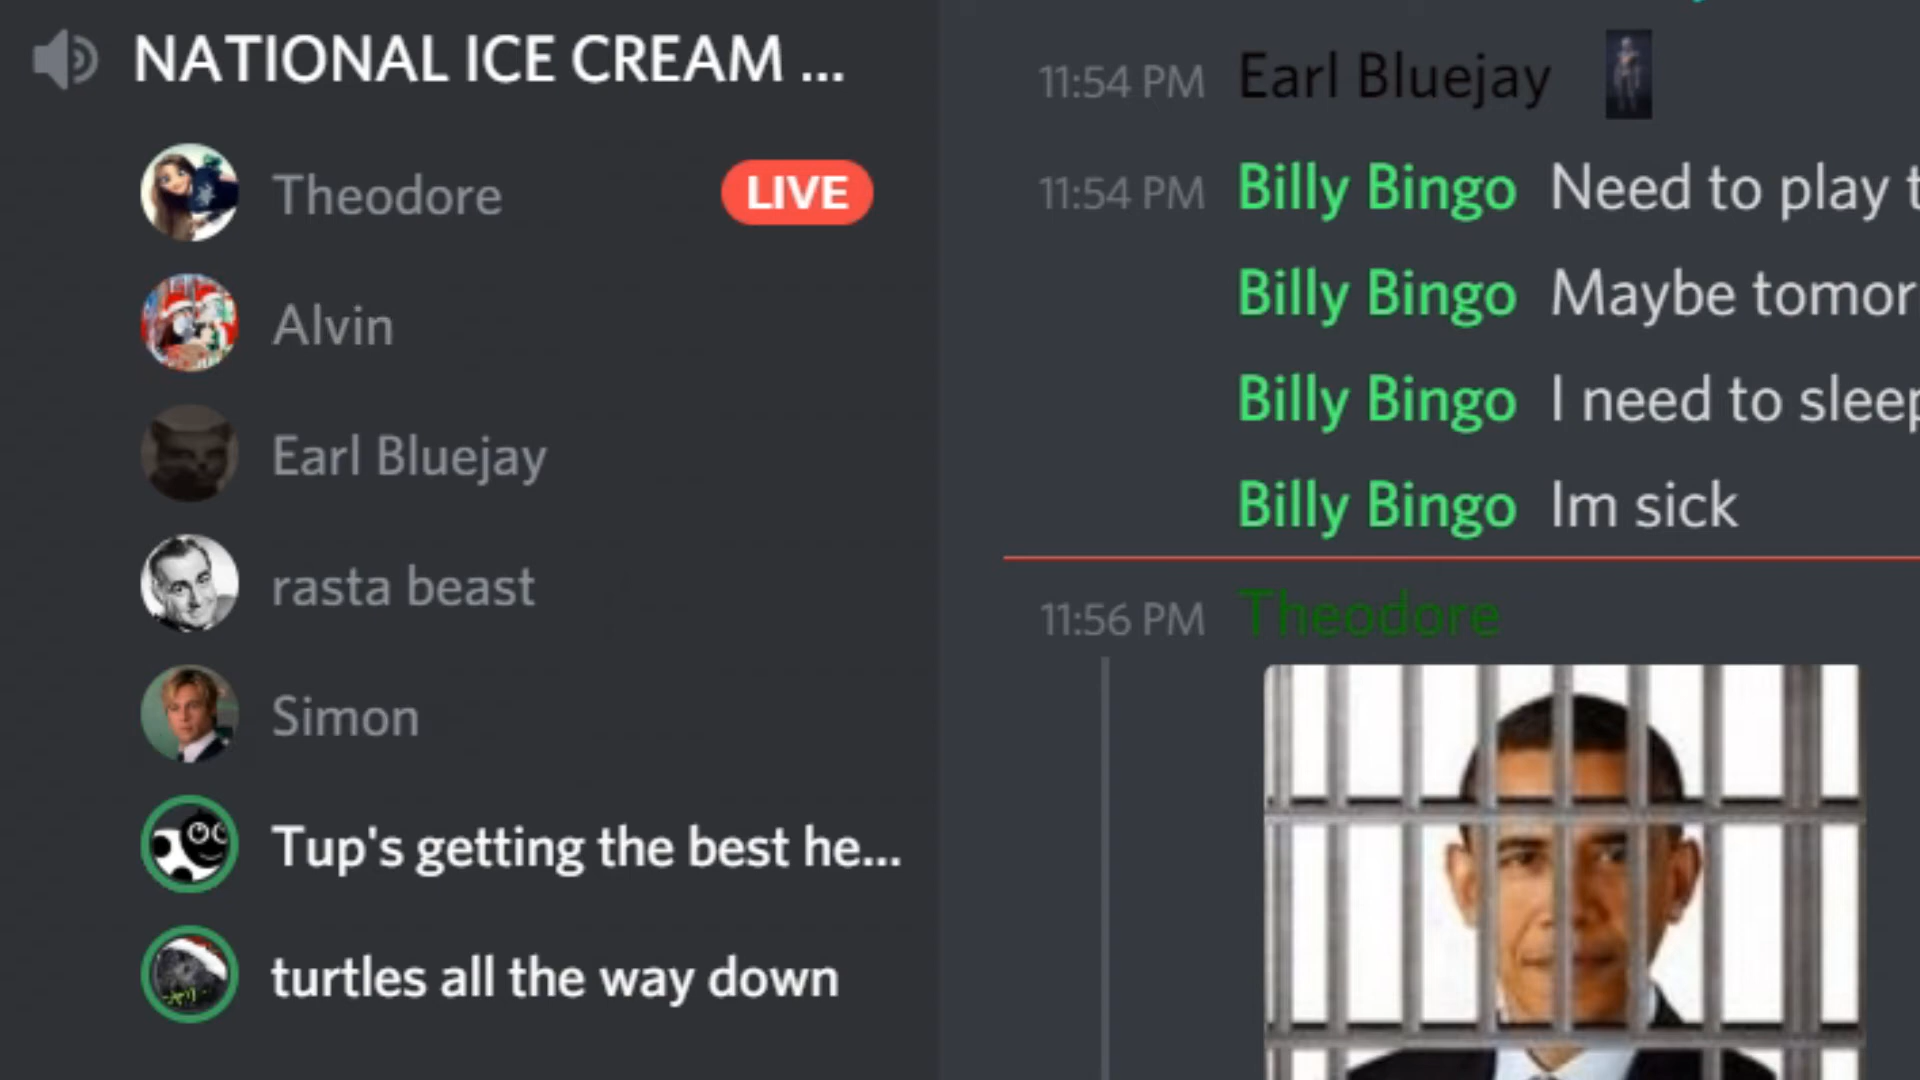 NATIONAL ICE CREAM ...
Theodore LIVE
Alvin
Earl Bluejay
rasta beast
Simon
Tup's getting the best he...
turtles all the way down
11:54 PM Earl Bluejay
11:54 PM Billy Bingo Need to play t
Billy Bingo Maybe tomor
Billy Bingo I need to sleep
Billy Bingo Im sick
11:56 PM Theodore